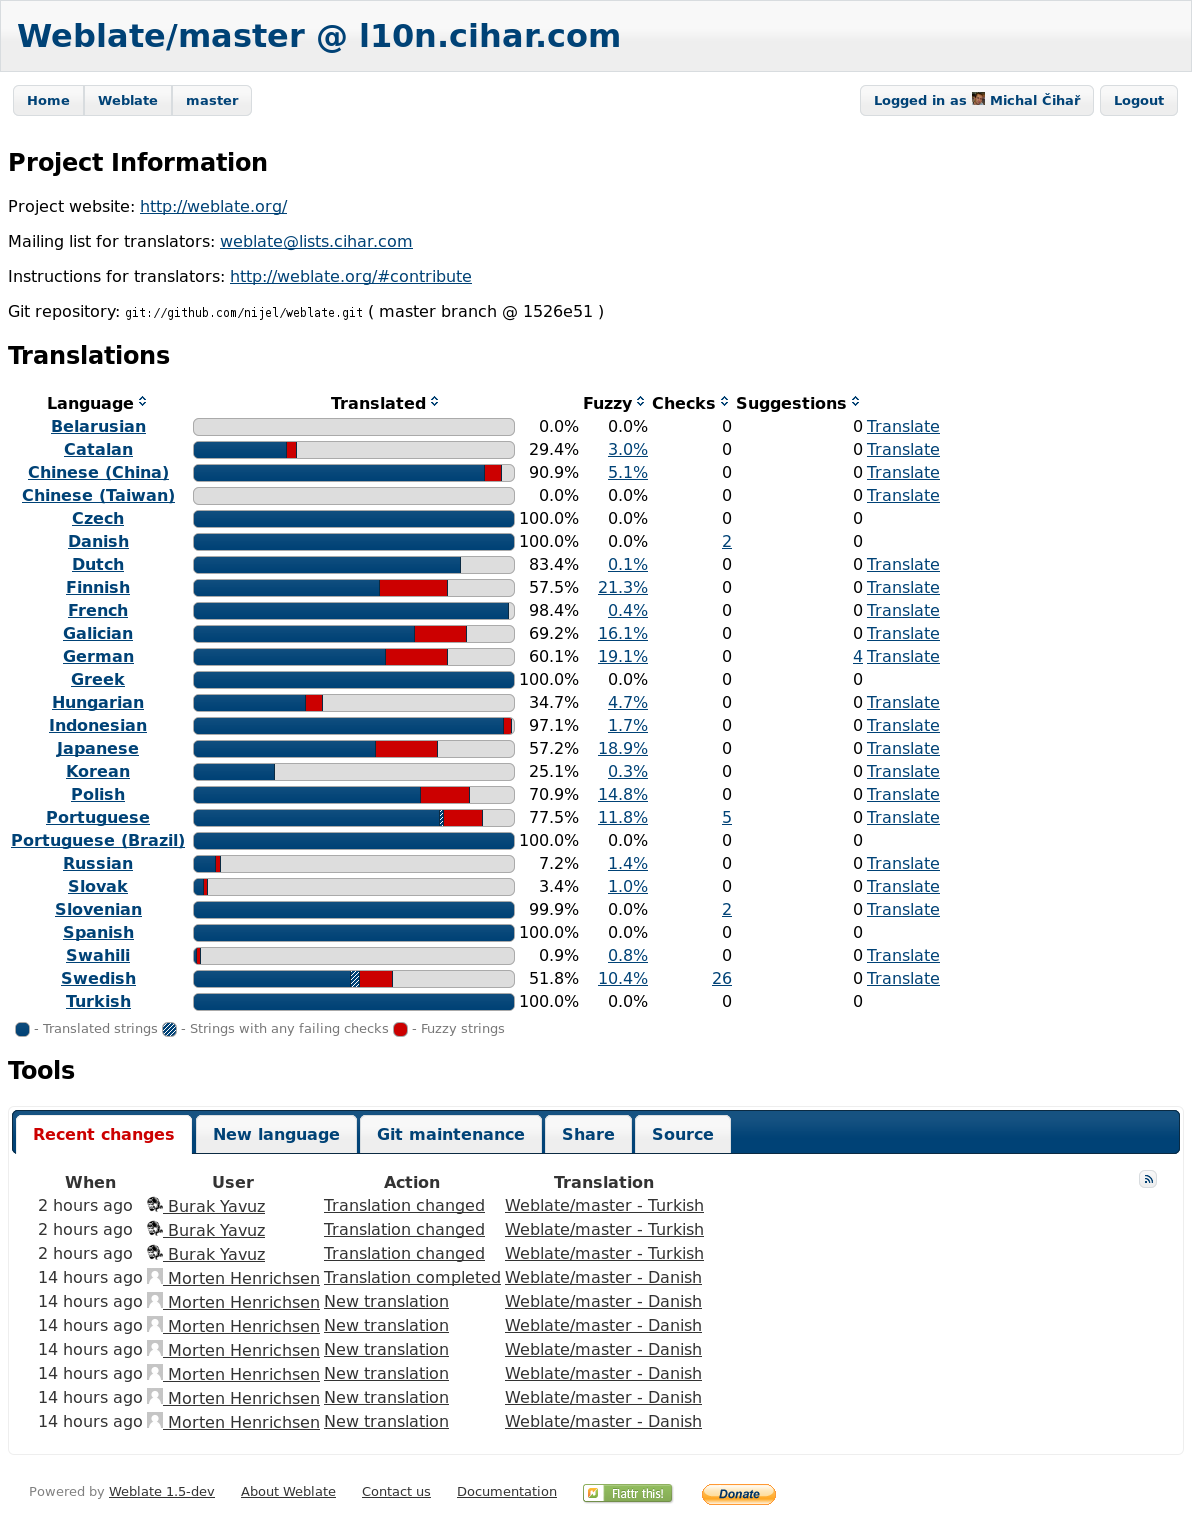 Weblate/master @ l10n.cihar.com
Home Weblate master Logged in as Michal Čihař Logout
Project Information
Project website: http://weblate.org/
Mailing list for translators: weblate@lists.cihar.com
Instructions for translators: http://weblate.org/#contribute
Git repository: git://github.com/nijel/weblate.git ( master branch @ 1526e51 )
Translations
Language Translated Fuzzy Checks Suggestions
Belarusian 0.0% 0.0% 0 0 Translate
Catalan 29.4% 3.0% 0 0 Translate
Chinese (China) 90.9% 5.1% 0 0 Translate
Chinese (Taiwan) 0.0% 0.0% 0 0 Translate
Czech 100.0% 0.0% 0 0
Danish 100.0% 0.0% 2 0
Dutch 83.4% 0.1% 0 0 Translate
Finnish 57.5% 21.3% 0 0 Translate
French 98.4% 0.4% 0 0 Translate
Galician 69.2% 16.1% 0 0 Translate
German 60.1% 19.1% 0 4 Translate
Greek 100.0% 0.0% 0 0
Hungarian 34.7% 4.7% 0 0 Translate
Indonesian 97.1% 1.7% 0 0 Translate
Japanese 57.2% 18.9% 0 0 Translate
Korean 25.1% 0.3% 0 0 Translate
Polish 70.9% 14.8% 0 0 Translate
Portuguese 77.5% 11.8% 5 0 Translate
Portuguese (Brazil) 100.0% 0.0% 0 0
Russian 7.2% 1.4% 0 0 Translate
Slovak 3.4% 1.0% 0 0 Translate
Slovenian 99.9% 0.0% 2 0 Translate
Spanish 100.0% 0.0% 0 0
Swahili 0.9% 0.8% 0 0 Translate
Swedish 51.8% 10.4% 26 0 Translate
Turkish 100.0% 0.0% 0 0
- Translated strings - Strings with any failing checks - Fuzzy strings
Tools
Recent changes New language Git maintenance Share Source
When User Action Translation
2 hours ago Burak Yavuz Translation changed Weblate/master - Turkish
2 hours ago Burak Yavuz Translation changed Weblate/master - Turkish
2 hours ago Burak Yavuz Translation changed Weblate/master - Turkish
14 hours ago Morten Henrichsen Translation completed Weblate/master - Danish
14 hours ago Morten Henrichsen New translation Weblate/master - Danish
14 hours ago Morten Henrichsen New translation Weblate/master - Danish
14 hours ago Morten Henrichsen New translation Weblate/master - Danish
14 hours ago Morten Henrichsen New translation Weblate/master - Danish
14 hours ago Morten Henrichsen New translation Weblate/master - Danish
14 hours ago Morten Henrichsen New translation Weblate/master - Danish
Powered by Weblate 1.5-dev About Weblate Contact us Documentation Flattr this! Donate